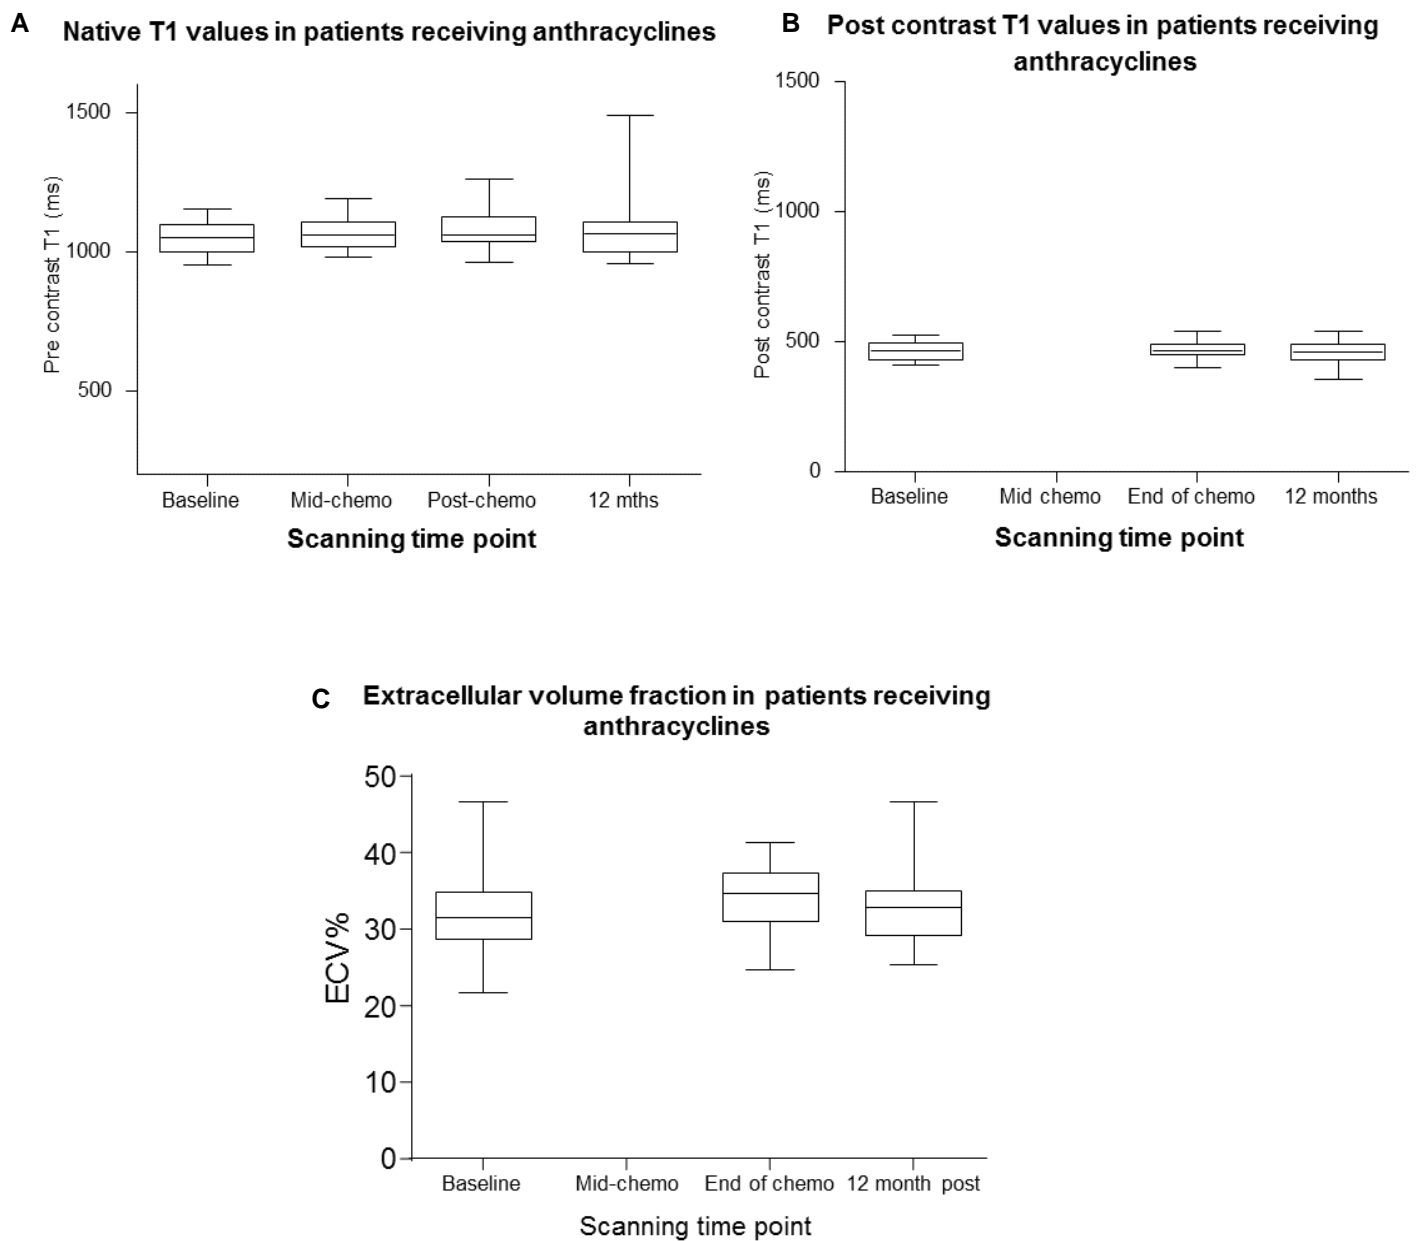 A
Native T1 values in patients receiving anthracyclines
1500
1000
500
Pre contrast T1 (ms)
Baseline
Mid-chemo
Post-chemo
12 mths
Scanning time point
B
Post contrast T1 values in patients receiving
anthracyclines
1500
1000
500
0
Post contrast T1 (ms)
Baseline
Mid chemo
End of chemo
12 months
Scanning time point
C
Extracellular volume fraction in patients receiving
anthracyclines
50
40
30
20
10
0
ECV%
Baseline
Mid-chemo
End of chemo
12 month post
Scanning time point